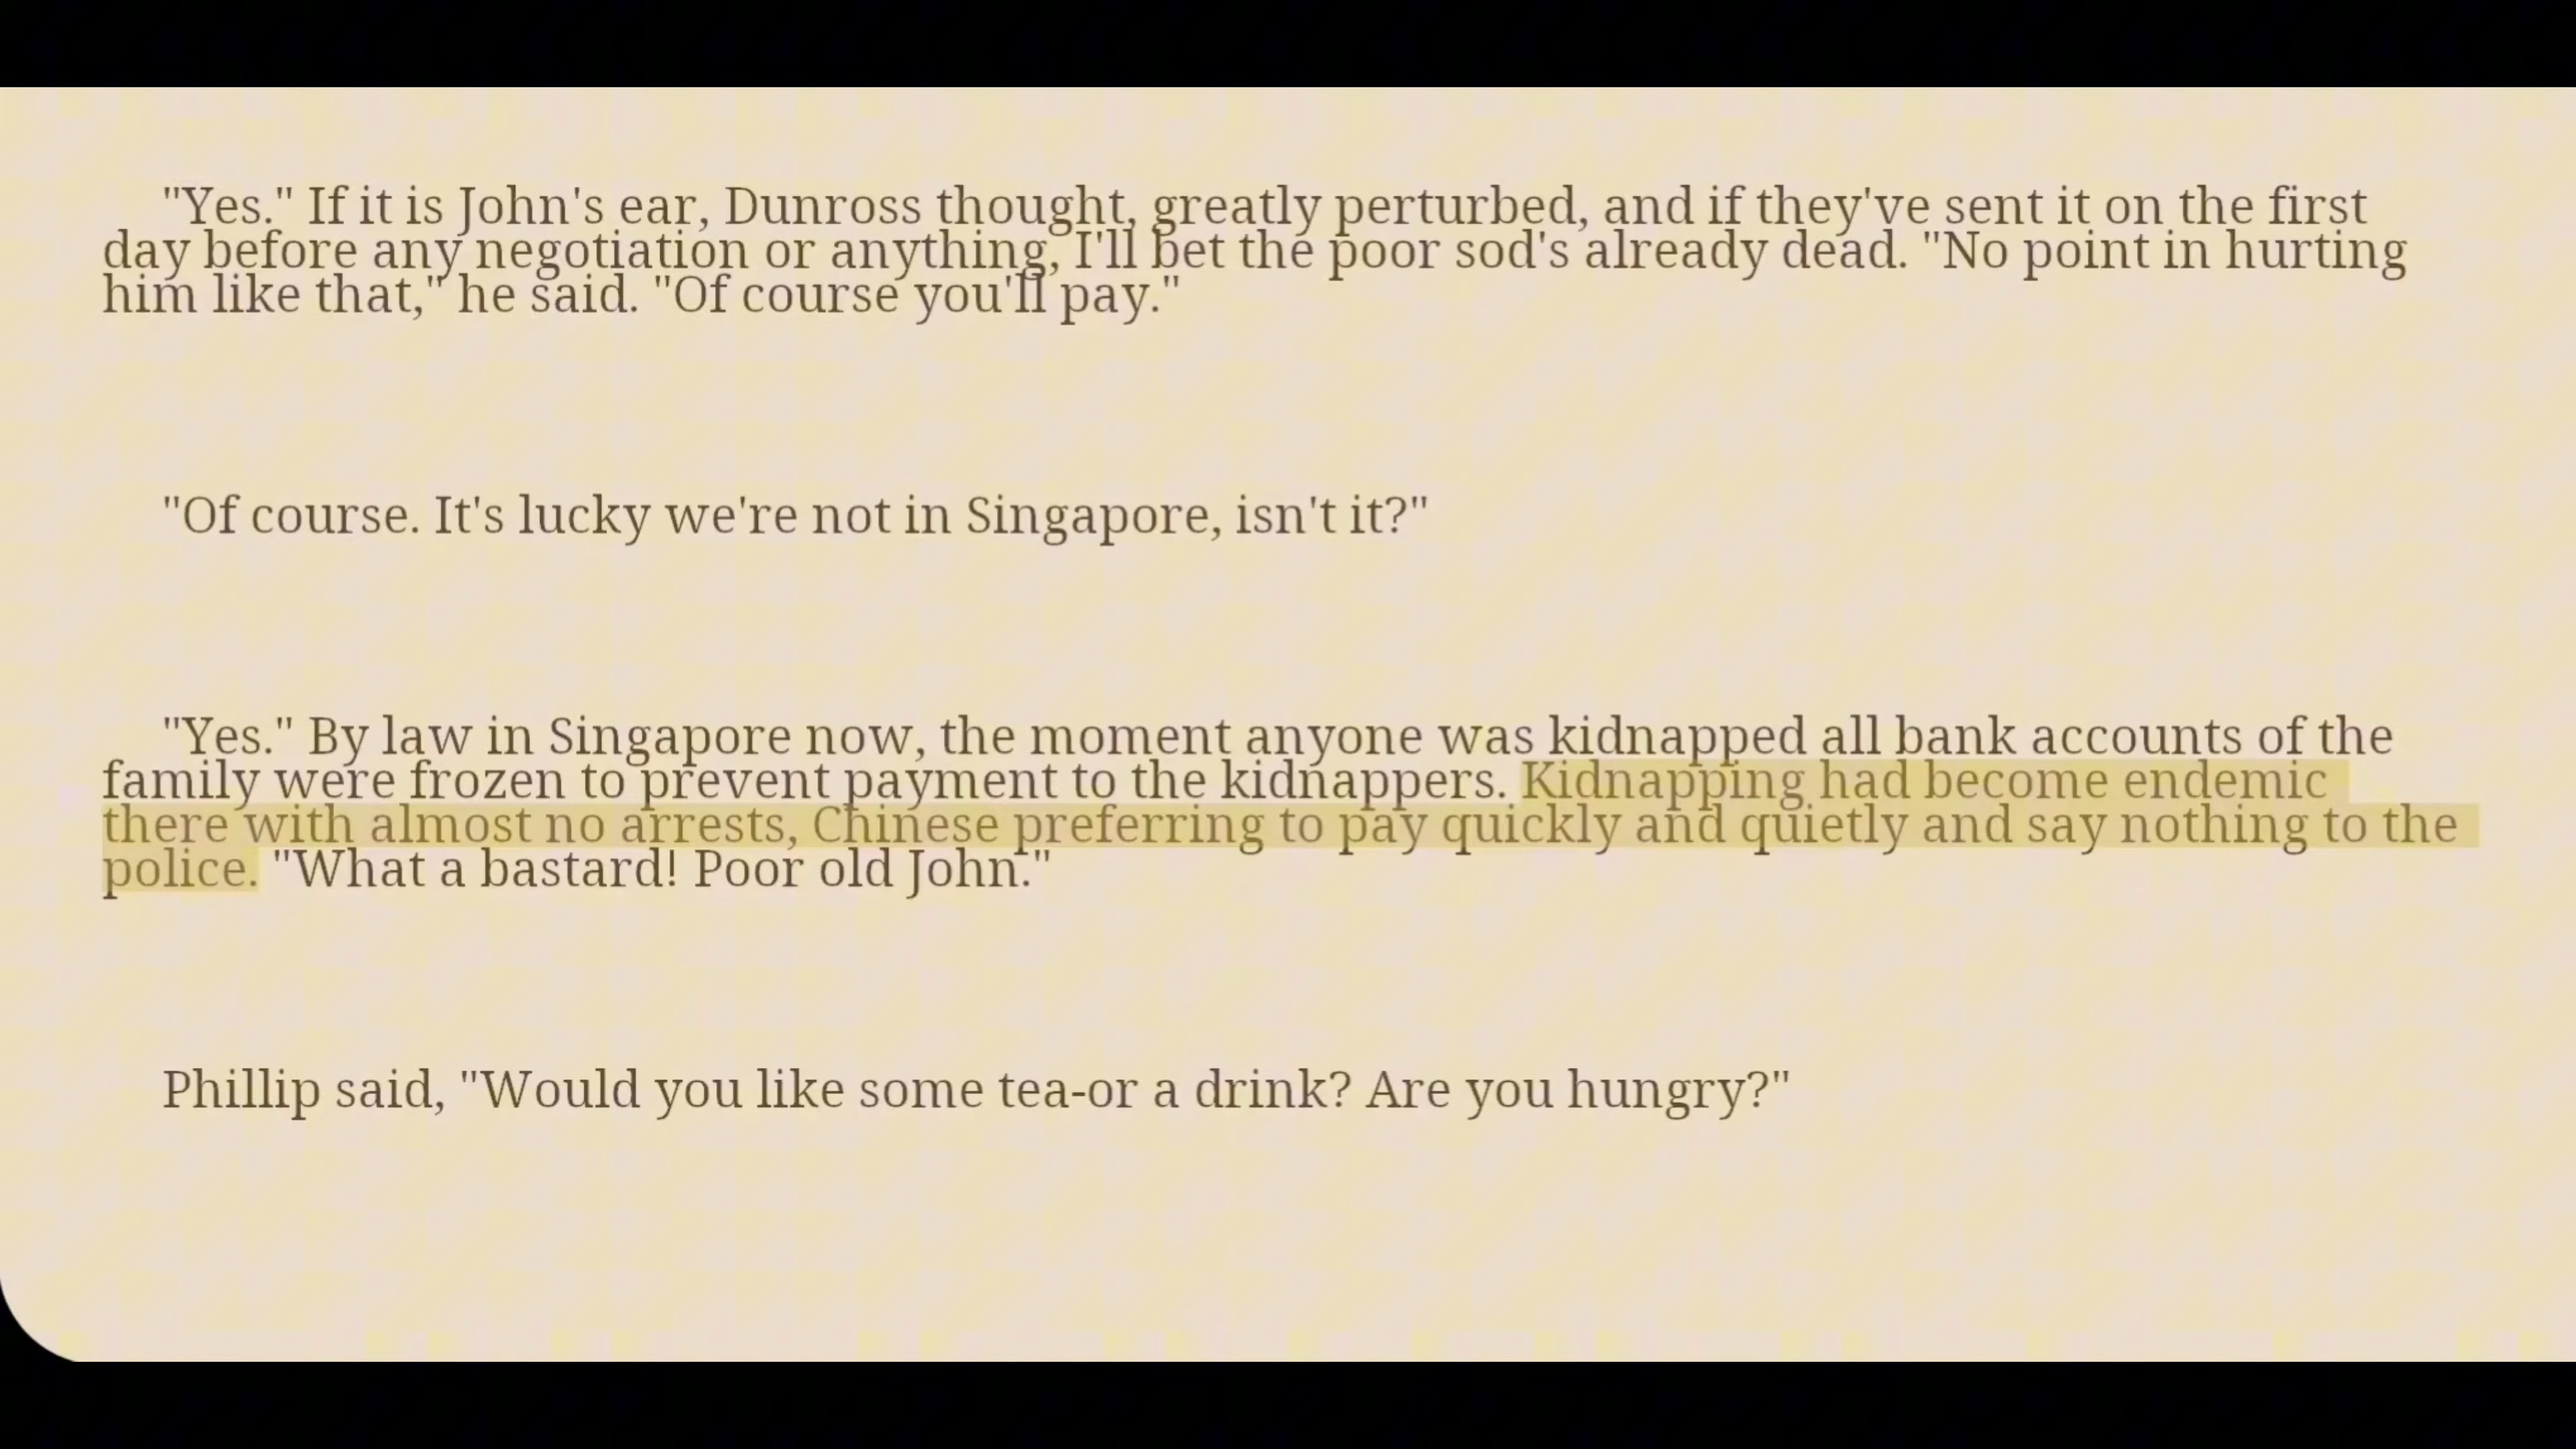 "Yes." If it is John's ear, Dunross thought, greatly perturbed, and if they've sent it on the first
day before any negotiation or anything, I'll bet the poor sod's already dead. "No point in hurting
him like that," he said. "Of course you'll pay."
"Of course. It's lucky we're not in Singapore, isn't it?"
"Yes." By law in Singapore now, the moment anyone was kidnapped all bank accounts of the
family were frozen to prevent payment to the kidnappers. Kidnapping had become endemic
there with almost no arrests, Chinese preferring to pay quickly and quietly and say nothing to the
police. "What a bastard! Poor old John."
Phillip said, "Would you like some tea-or a drink? Are you hungry?"